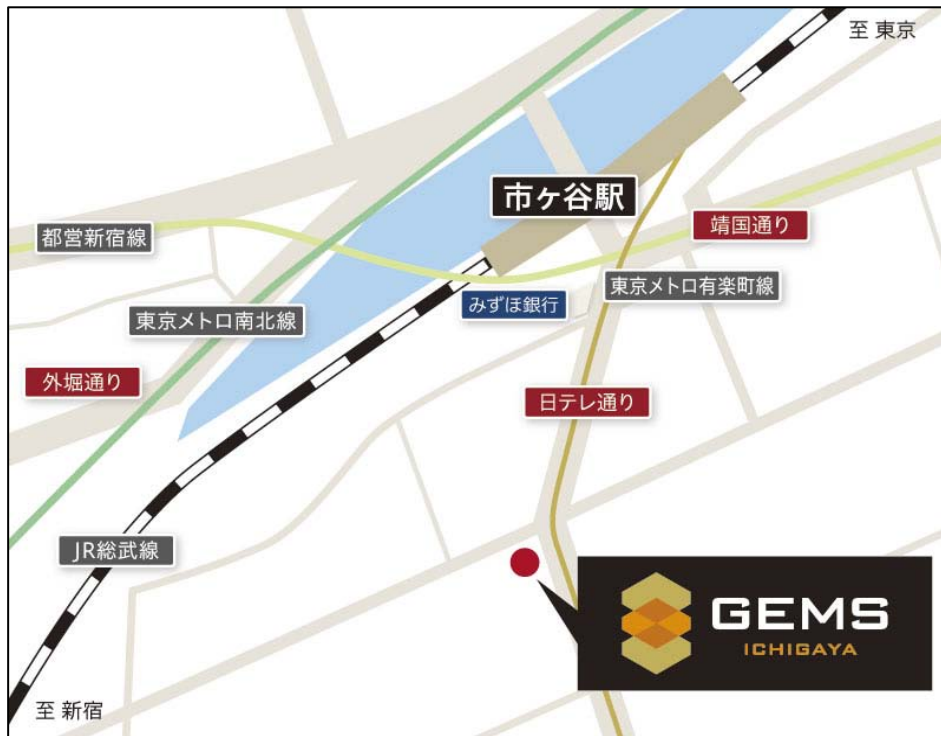 至 東京
市ヶ谷駅
靖国通り
都営新宿線
東京メトロ有楽町線
みずほ銀行
東京メトロ南北線
外堀通り
日テレ通り
JR総武線
GEMS
ICHIGAYA
至 新宿